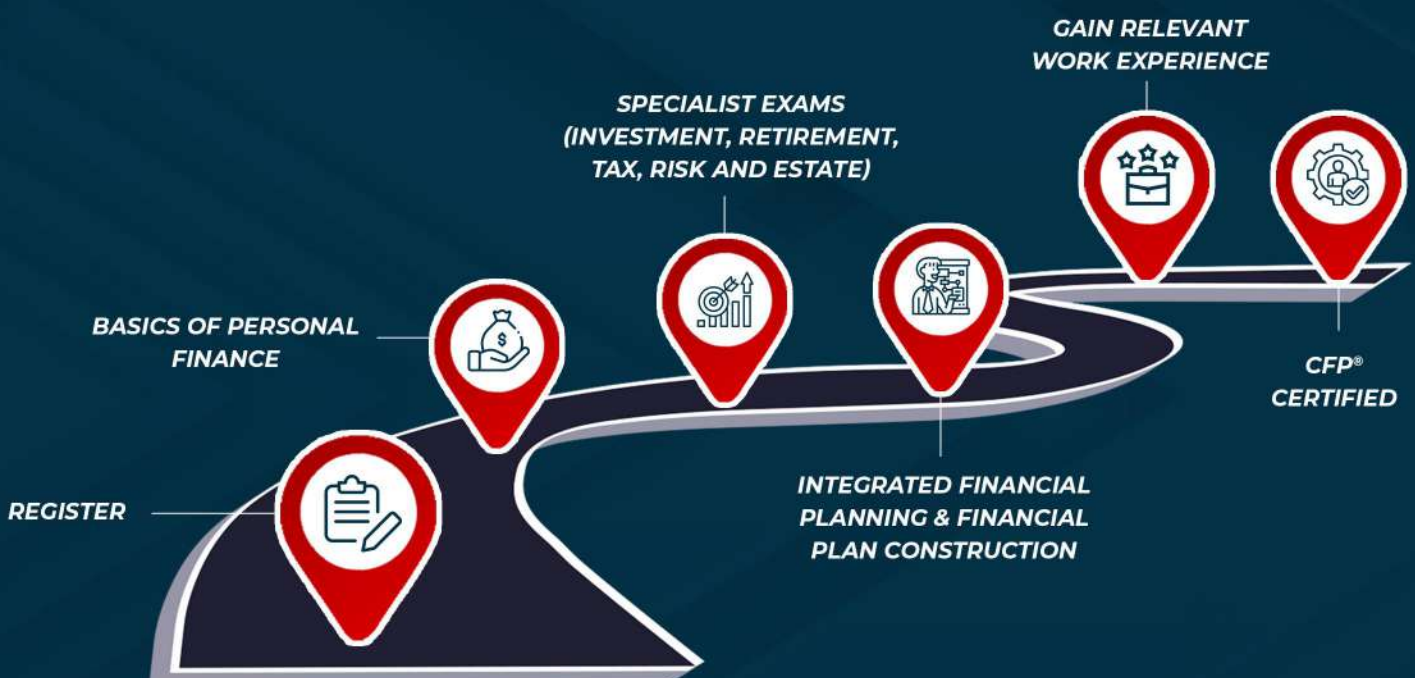 REGISTER
BASICS OF PERSONAL
FINANCE
SPECIALIST EXAMS
(INVESTMENT, RETIREMENT,
TAX, RISK AND ESTATE)
INTEGRATED FINANCIAL
PLANNING & FINANCIAL
PLAN CONSTRUCTION
GAIN RELEVANT
WORK EXPERIENCE
CFP®
CERTIFIED
$